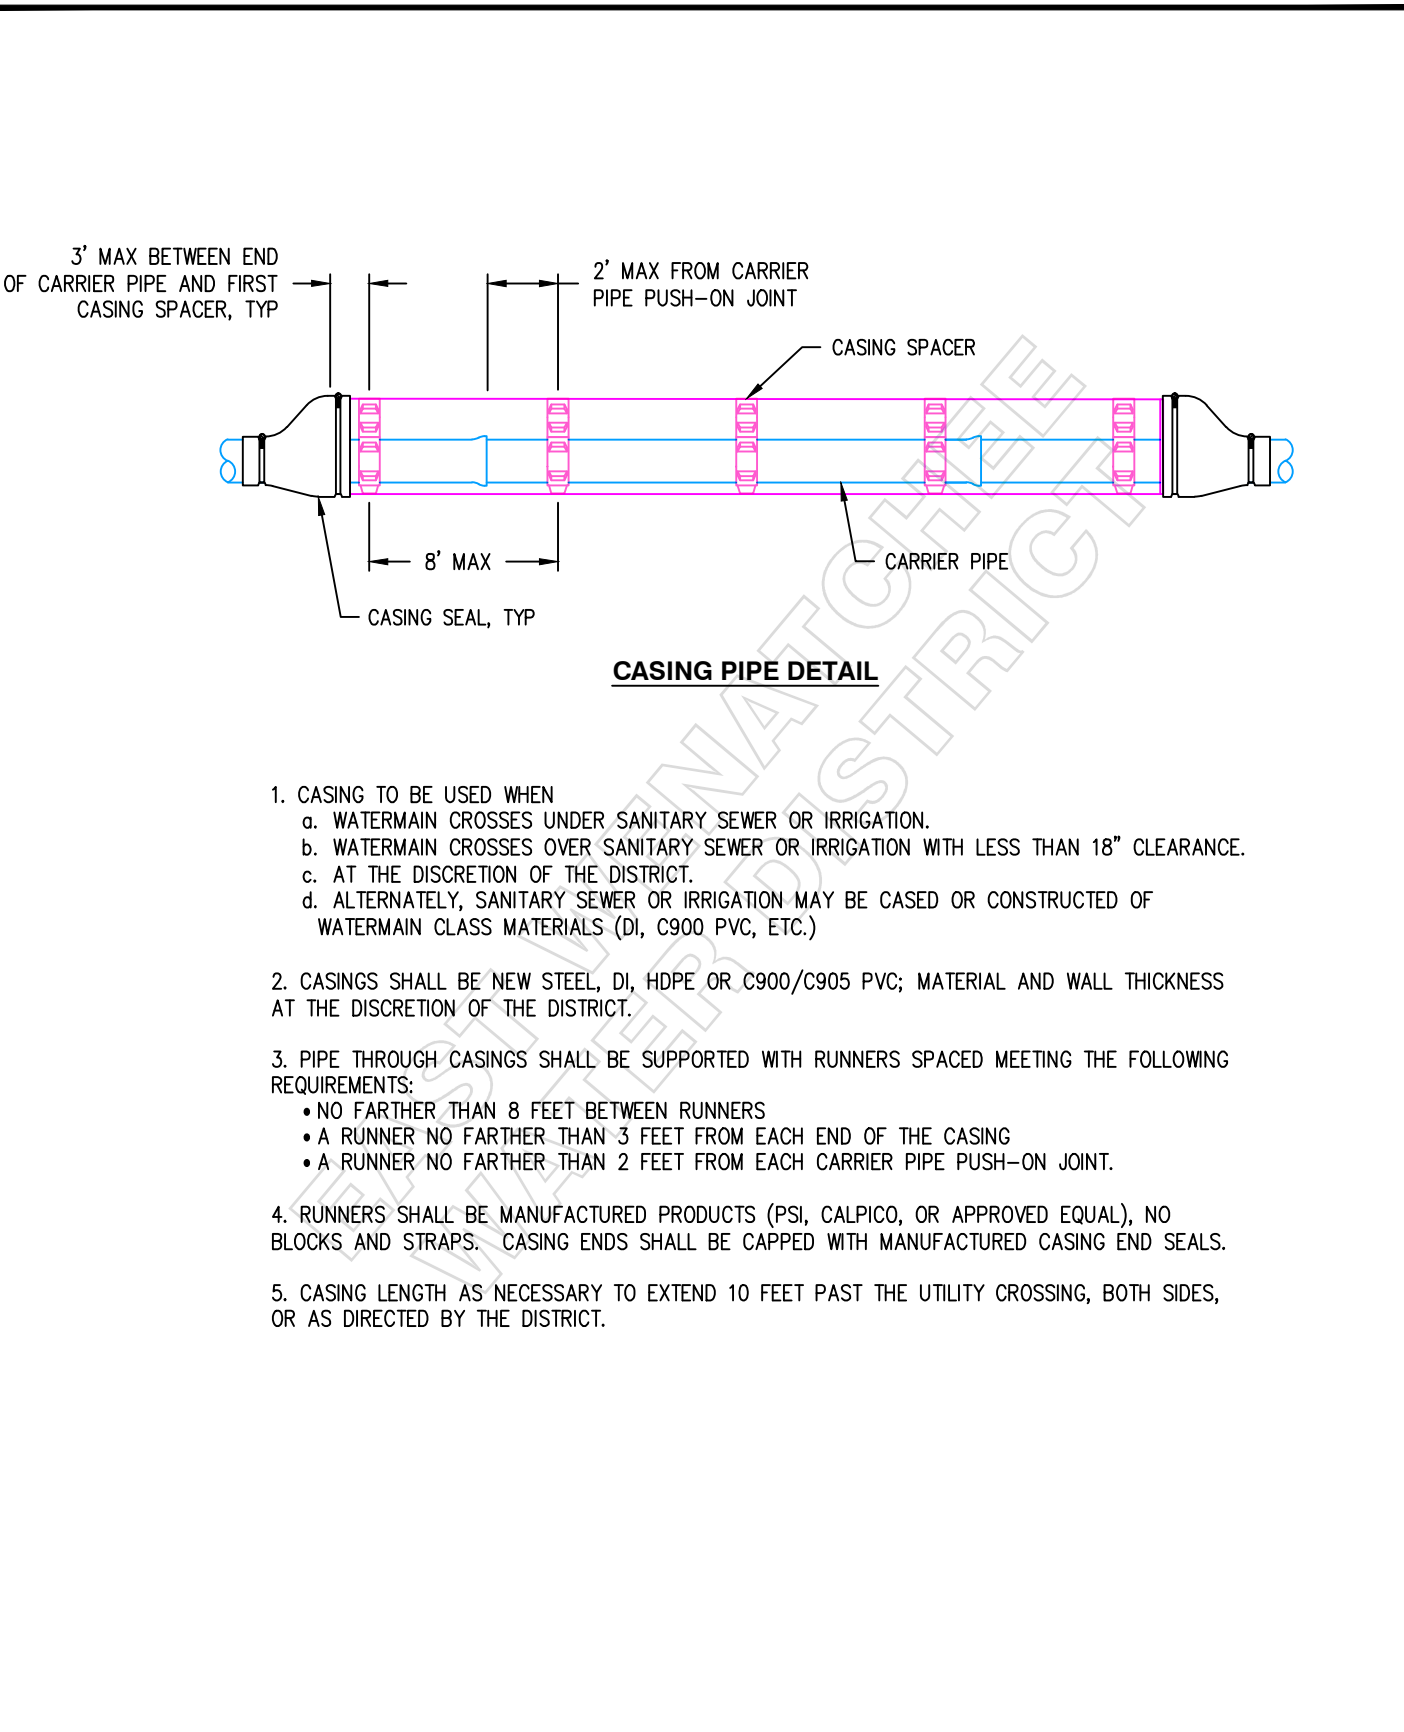 3' MAX BETWEEN END
OF CARRIER PIPE AND FIRST
CASING SPACER, TYP
2' MAX FROM CARRIER
PIPE PUSH-ON JOINT
CASING SPACER
8' MAX
CARRIER PIPE
CASING SEAL, TYP
CASING PIPE DETAIL
EAST WENATCHEE
WATER DISTRICT
1. CASING TO BE USED WHEN
a. WATERMAIN CROSSES UNDER SANITARY SEWER OR IRRIGATION.
b. WATERMAIN CROSSES OVER SANITARY SEWER OR IRRIGATION WITH LESS THAN 18" CLEARANCE.
c. AT THE DISCRETION OF THE DISTRICT.
d. ALTERNATELY, SANITARY SEWER OR IRRIGATION MAY BE CASED OR CONSTRUCTED OF
WATERMAIN CLASS MATERIALS (DI, C900 PVC, ETC.)
2. CASINGS SHALL BE NEW STEEL, DI, HDPE OR C900/C905 PVC; MATERIAL AND WALL THICKNESS
AT THE DISCRETION OF THE DISTRICT.
3. PIPE THROUGH CASINGS SHALL BE SUPPORTED WITH RUNNERS SPACED MEETING THE FOLLOWING
REQUIREMENTS:
• NO FARTHER THAN 8 FEET BETWEEN RUNNERS
• A RUNNER NO FARTHER THAN 3 FEET FROM EACH END OF THE CASING
• A RUNNER NO FARTHER THAN 2 FEET FROM EACH CARRIER PIPE PUSH-ON JOINT.
4. RUNNERS SHALL BE MANUFACTURED PRODUCTS (PSI, CALPICO, OR APPROVED EQUAL), NO
BLOCKS AND STRAPS. CASING ENDS SHALL BE CAPPED WITH MANUFACTURED CASING END SEALS.
5. CASING LENGTH AS NECESSARY TO EXTEND 10 FEET PAST THE UTILITY CROSSING, BOTH SIDES,
OR AS DIRECTED BY THE DISTRICT.